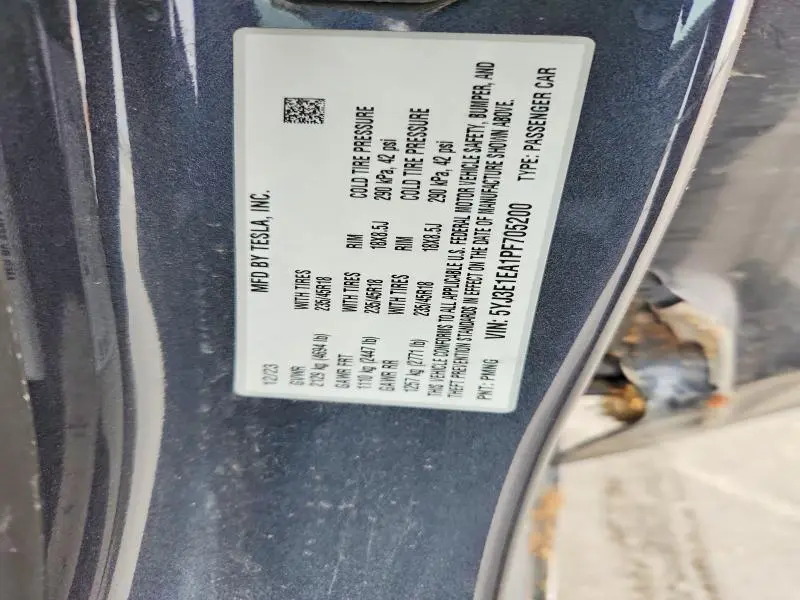 MFD BY TESLA, INC.
12/23
GVWR
2129 kg (4694 lb)
GAWR FRT
WITH TIRES
RIM
COLD TIRE PRESSURE
1110 kg (2447 lb)
235/45R18
18X8.5J
290 kPa, 42 psi
GAWR RR
WITH TIRES
RIM
COLD TIRE PRESSURE
1257 kg (2771 lb)
235/45R18
18X8.5J
290 kPa, 42 psi
WITH TIRES
235/45R18
THIS VEHICLE CONFORMS TO ALL APPLICABLE U.S. FEDERAL MOTOR VEHICLE SAFETY, BUMPER, AND
THEFT PREVENTION STANDARDS IN EFFECT ON THE DATE OF MANUFACTURE SHOWN ABOVE.
PNT: PMNG
VIN: 5YJ3E1EA1PF705200
TYPE: PASSENGER CAR